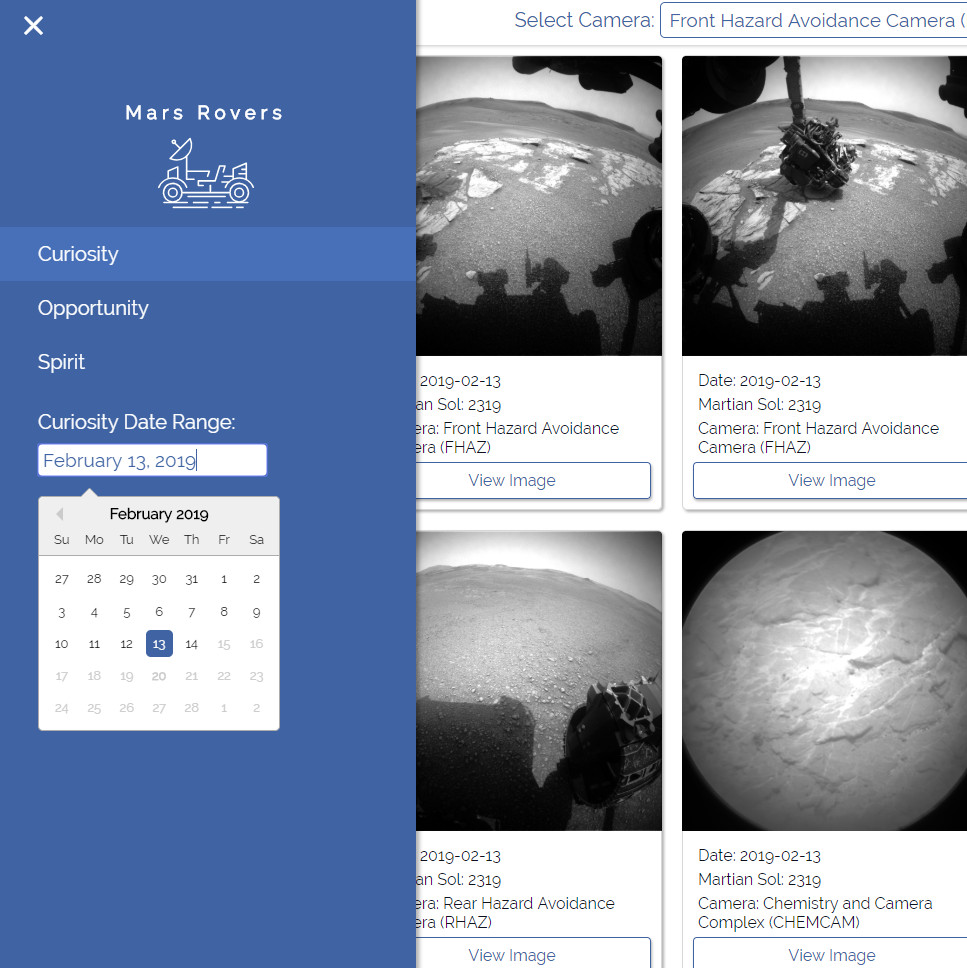 Select Camera: Front Hazard Avoidance Camera (
Mars Rovers
Curiosity
Opportunity
Spirit
Curiosity Date Range:
February 13, 2019
February 2019
Su Mo Tu We Th Fr Sa
27 28 29 30 31 1 2
3 4 5 6 7 8 9
10 11 12 13 14 15 16
17 18 19 20 21 22 23
24 25 26 27 28 1 2
2019-02-13
an Sol: 2319
era: Front Hazard Avoidance
era (FHAZ)
View Image
Date: 2019-02-13
Martian Sol: 2319
Camera: Front Hazard Avoidance
Camera (FHAZ)
View Image
2019-02-13
an Sol: 2319
era: Rear Hazard Avoidance
era (RHAZ)
View Image
Date: 2019-02-13
Martian Sol: 2319
Camera: Chemistry and Camera
Complex (CHEMCAM)
View Image